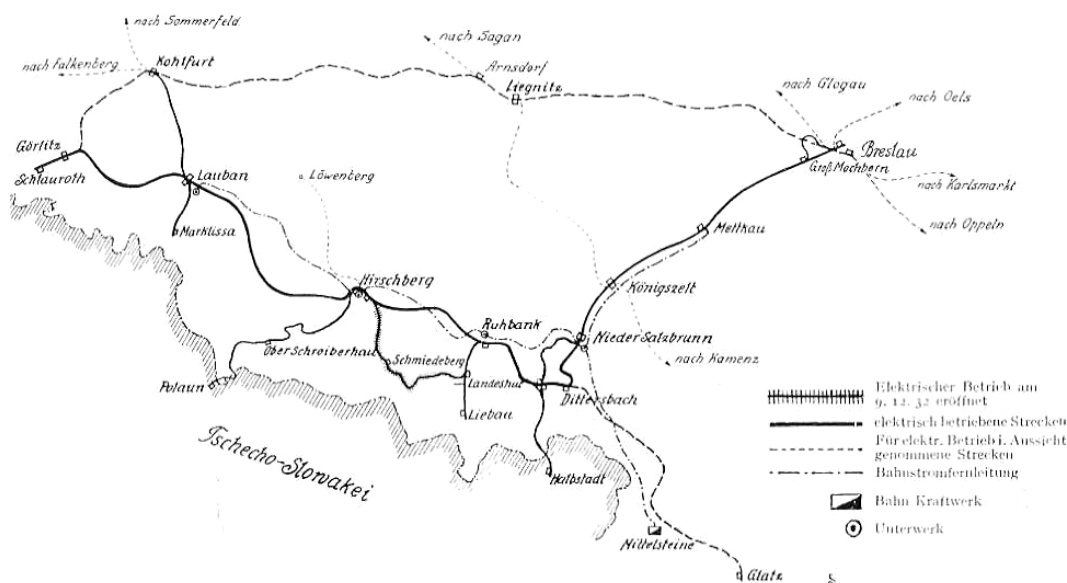 nach Sommerfeld
nach Falkenberg
Kohlfurt
nach Sagan
Arnsdorf
Liegnitz
nach Glogau
nach Oels
Breslau
Groß Mochbern
nach Karlsmarkt
nach Oppeln
Görlitz
Schlauroth
Lauban
Löwenberg
Marklissa
Mettkau
Hirschberg
Königszelt
Ruhbank
Nieder Salzbrunn
Ober Schreiberhau
Schmiedeberg
nach Kamenz
Polaun
Landeshut
Dittersbach
Liebau
Tschecho-Slowakei
Halbstadt
Mittelsteine
Glatz
Elektrischer Betrieb am
9. 12. 32 eröffnet
elektrisch betriebene Strecken
Für elektr. Betrieb i. Aussicht
genommene Strecken
Bahnstromfernleitung
Bahn Kraftwerk
Unterwerk